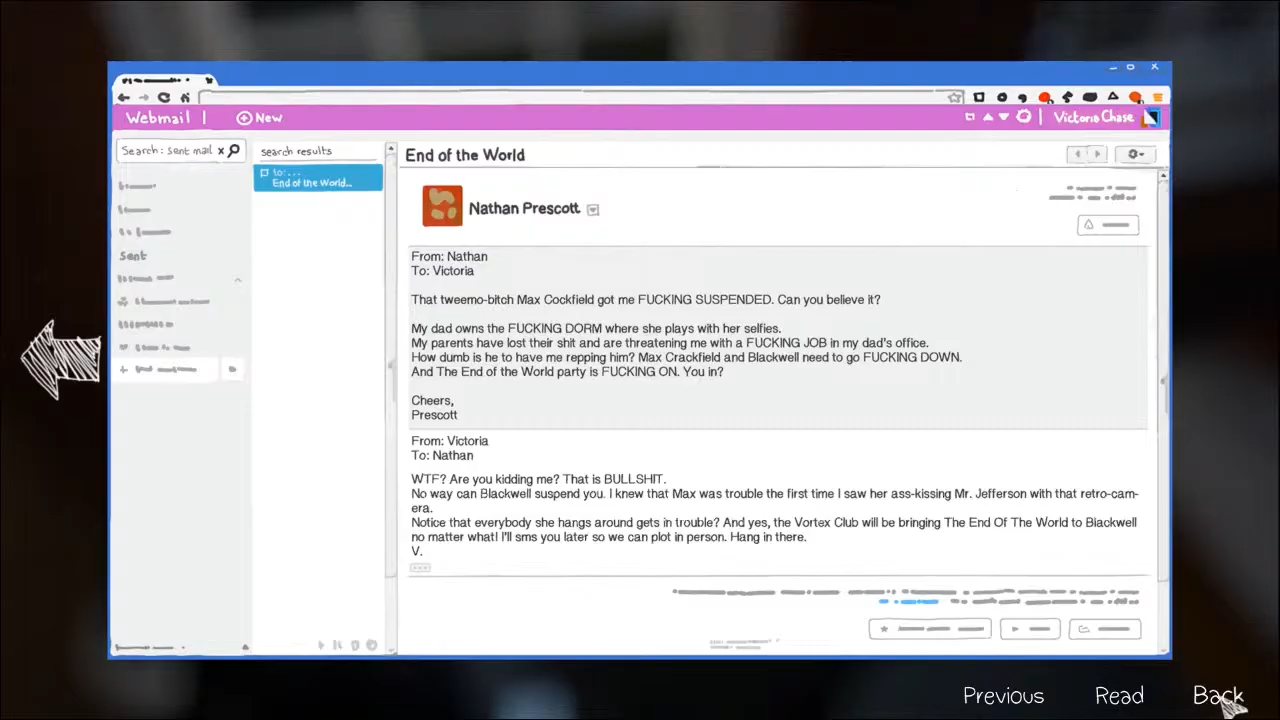 Webmail | New
Victoria Chase
Search: sent mail x
search results
End of the World
to:...
End of the World...
Nathan Prescott
Sent
From: Nathan
To: Victoria
That tweemo-bitch Max Cockfield got me FUCKING SUSPENDED. Can you believe it?
My dad owns the FUCKING DORM where she plays with her selfies.
My parents have lost their shit and are threatening me with a FUCKING JOB in my dad's office.
How dumb is he to have me repping him? Max Crackfield and Blackwell need to go FUCKING DOWN.
And The End of the World party is FUCKING ON. You in?
Cheers,
Prescott
From: Victoria
To: Nathan
WTF? Are you kidding me? That is BULLSHIT.
No way can Blackwell suspend you. I knew that Max was trouble the first time I saw her ass-kissing Mr. Jefferson with that retro-cam-
era.
Notice that everybody she hangs around gets in trouble? And yes, the Vortex Club will be bringing The End Of The World to Blackwell
no matter what! I'll sms you later so we can plot in person. Hang in there.
V.
Previous
Read
Back